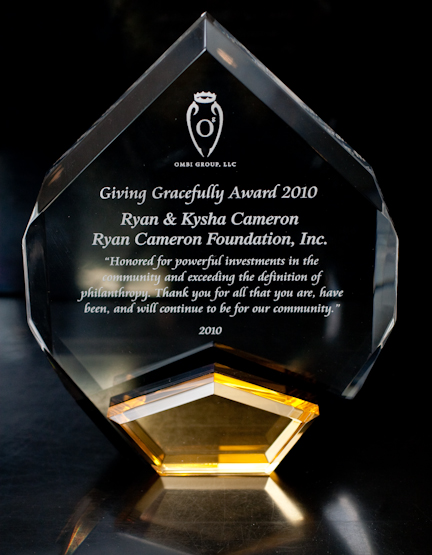 Og
OMBI GROUP, LLC
Giving Gracefully Award 2010
Ryan & Kysha Cameron
Ryan Cameron Foundation, Inc.
"Honored for powerful investments in the
community and exceeding the definition of
philanthropy. Thank you for all that you are, have
been, and will continue to be for our community."
2010